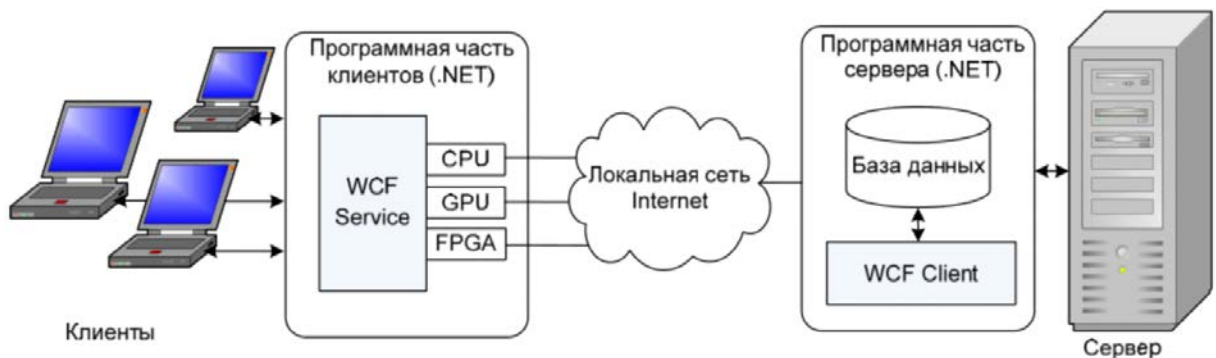 Программная часть
клиентов (.NET)
WCF
Service
CPU
GPU
FPGA
Клиенты
Локальная сеть
Internet
Программная часть
сервера (.NET)
База данных
WCF Client
Сервер